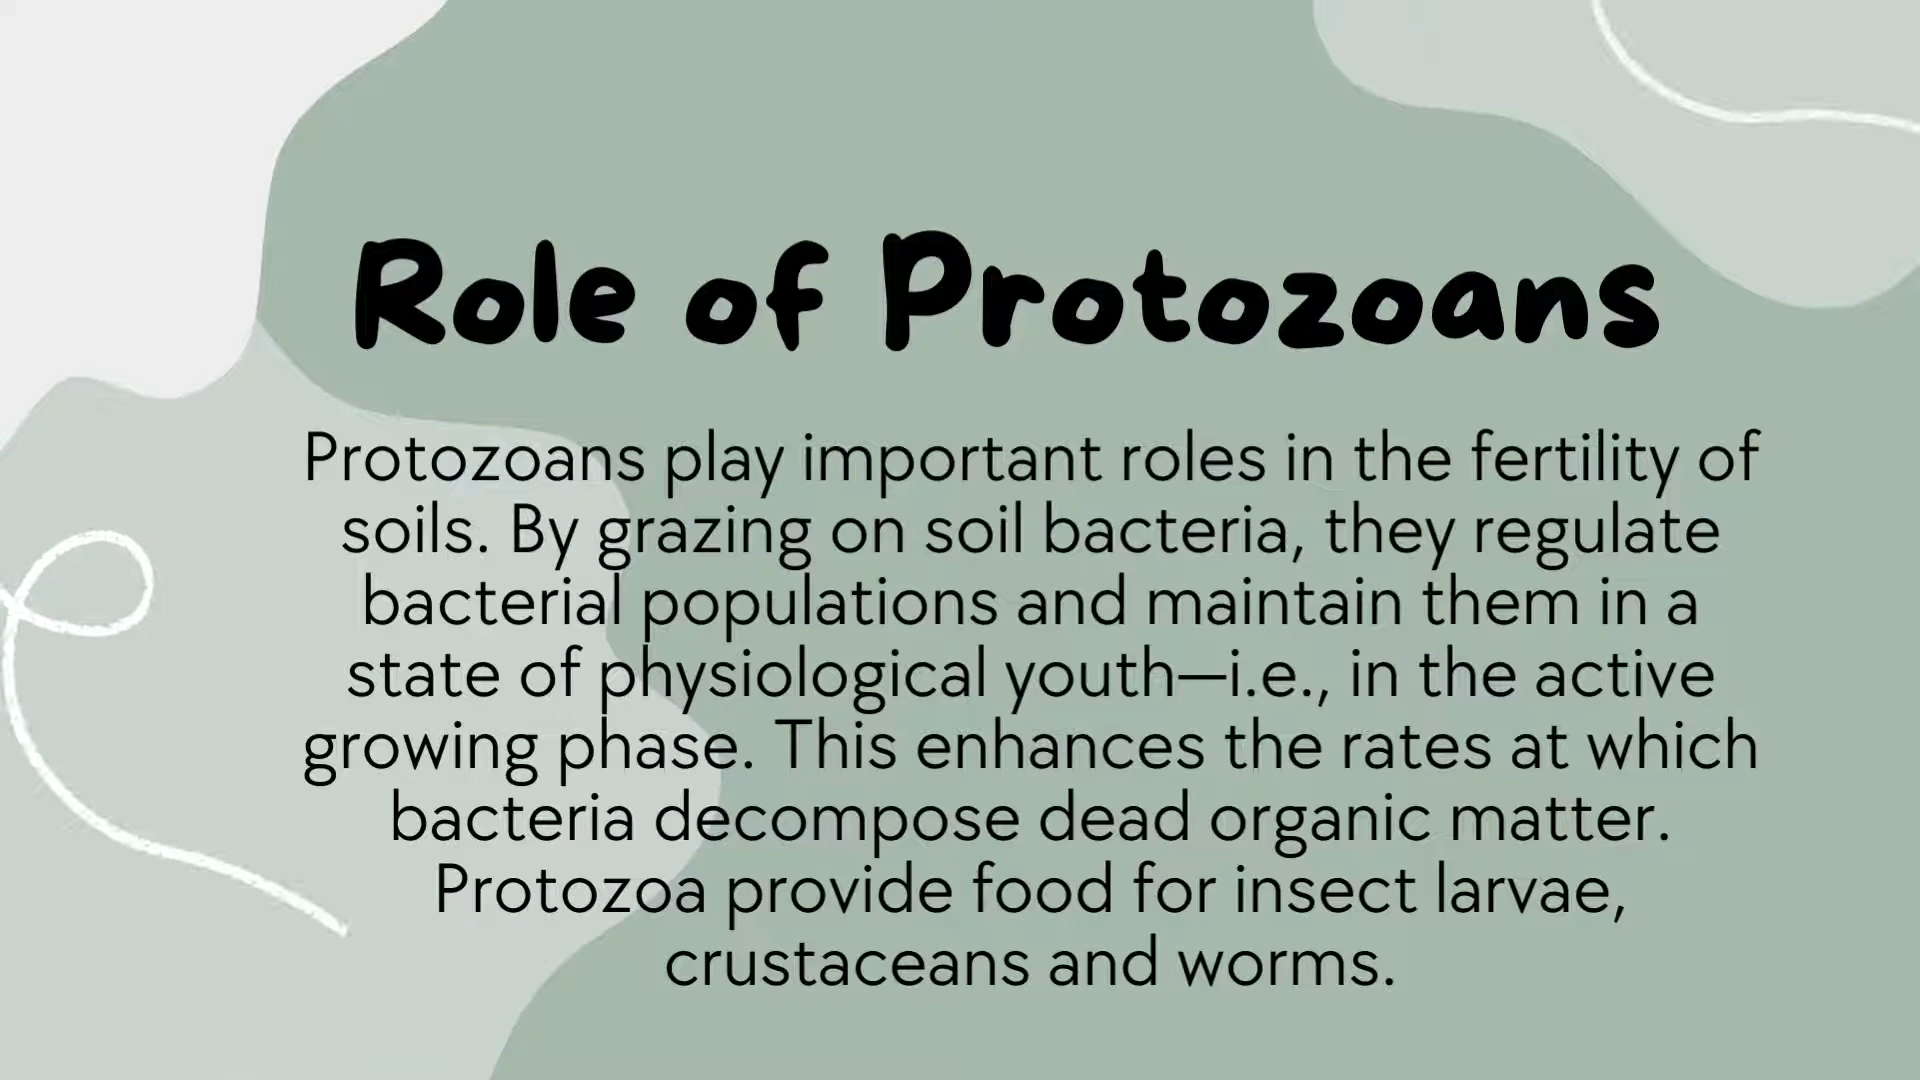 Role of Protozoans
Protozoans play important roles in the fertility of
soils. By grazing on soil bacteria, they regulate
bacterial populations and maintain them in a
state of physiological youth—i.e., in the active
growing phase. This enhances the rates at which
bacteria decompose dead organic matter.
Protozoa provide food for insect larvae,
crustaceans and worms.